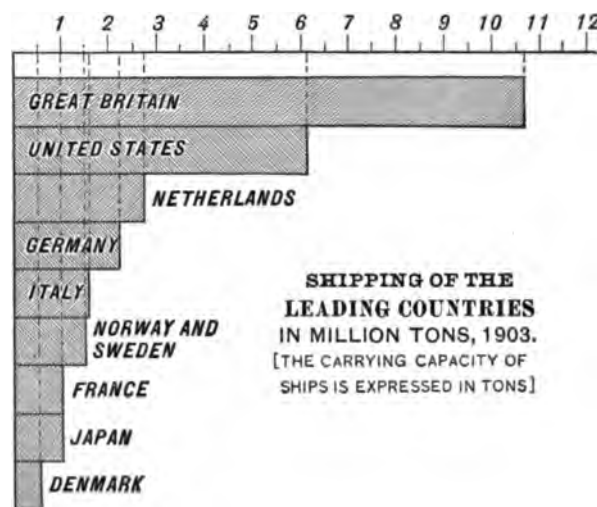 1 2 3 4 5 6 7 8 9 10 11 12
GREAT BRITAIN
UNITED STATES
NETHERLANDS
GERMANY
ITALY
NORWAY AND
SWEDEN
FRANCE
JAPAN
DENMARK
SHIPPING OF THE
LEADING COUNTRIES
IN MILLION TONS, 1903.
[THE CARRYING CAPACITY OF
SHIPS IS EXPRESSED IN TONS]